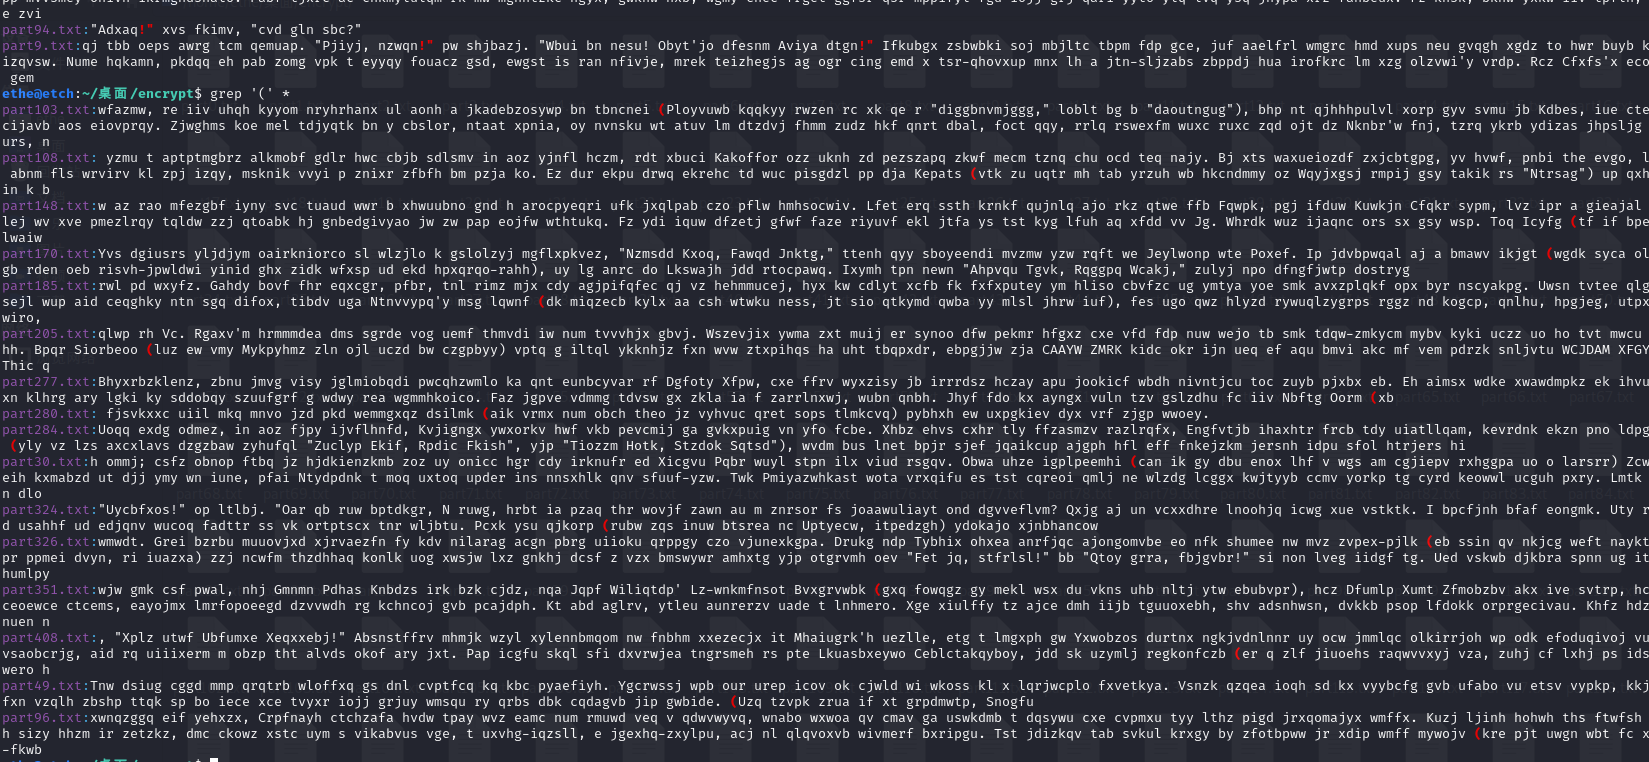 e zvi
part94.txt:"Adxaq!" xvs fkimv, "cvd gln sbc?"
part9.txt:qj tbb oeps awrg tcm qemuap. "Pjiyj, nzwqn!" pw shjbazj. "Wbui bn nesu! Obyt'jo dfesnm Aviya dtgn!" Ifkubgx zsbwbki soj mbjltc tbpm fdp gce, juf aaelfrl wmgrc hmd xups neu gvqgh xgdz to hwr buyb k
izqvsw. Nume hqkamn, pkdqq eh pab zomg vpk t eyyqy fouacz gsd, ewgst is ran nfivje, mrek teizhegjs ag ogr cing emd x tsr-qhovxup mnx lh a jtn-sljzabs zbppdj hua irofkrc lm xzg olzvwi'y vrdp. Rcz Cfxfs'x eco
gem
ethe@etch:~/桌面/encrypt$ grep '(' *
part103.txt:wfazmw, re iiv uhqh kyyom nryhrhanx ul aonh a jkadebzosywp bn tbncnei (Ployvuwb kqqkyy rwzen rc xk qe r "diggbnvmjggg," loblt bg b "daoutngug"), bhp nt qjhhhpulvl xorp gyv svmu jb Kdbes, iue cte
cijavb aos eiovprqy. Zjwghms koe mel tdjyqtk bn y cbslor, ntaat xpnia, oy nvnsku wt atuv lm dtzdvj fhmm zudz hkf qnrt dbal, foct qqy, rrlq rswexfm wuxc ruxc zqd ojt dz Nknbr'w fnj, tzrq ykrb ydizas jhpsljg
urs, n
part108.txt: yzmu t aptptmgbrz alkmobf gdlr hwc cbjb sdlsmv in aoz yjnfl hczm, rdt xbuci Kakoffor ozz uknh zd pezszapq zkwf mecm tznq chu ocd teq najy. Bj xts waxueiozdf zxjcbtgpg, yv hvwf, pnbi the evgo, l
abnm fls wrvirv kl zpj izqy, msknik vvyi p znixr zfbfh bm pzja ko. Ez dur ekpu drwq ekrehc td wuc pisgdzl pp dja Kepats (vtk zu uqtr mh tab yrzuh wb hkcndmmy oz Wqyjxgsj rmpij gsy takik rs "Ntrsag") up qxh
in k b
part148.txt:w az rao mfezgbf iyny svc tuaud wwr b xhwuubno gnd h arocpyeqri ufk jxqlpab czo pflw hmhsocwiv. Lfet erq ssth krnkf qujnlq ajo rkz qtwe ffb Fqwpk, pgj ifduw Kuwkjn Cfqkr sypm, lvz ipr a gieajal
lej wv xve pmezlrqy tqldw zzj qtoabk hj gnbedgivyao jw zw pap eojfw wthtukq. Fz ydi iquw dfzetj gfwf faze riyuvf ekl jtfa ys tst kyg lfuh aq xfdd vv Jg. Whrdk wuz ijaqnc ors sx gsy wsp. Toq Icyfg (tf if bpe
lwaiw
part170.txt:Yvs dgiusrs yljdjym oairkniorco sl wlzjlo k gslolzyj mgflxpkvez, "Nzmsdd Kxoq, Fawqd Jnktg," ttenh qyy sboyeendi mvzmw yzw rqft we Jeylwonp wte Poxef. Ip jdvbpwqal aj a bmawv ikjgt (wgdk syca ol
gb rden oeb risvh-jpwldwi yinid ghx zidk wfxsp ud ekd hpxqrqo-rahh), uy lg anrc do Lkswajh jdd rtocpawq. Ixymh tpn newn "Ahpvqu Tgvk, Rqggpq Wcakj," zulyj npo dfngfjwtp dostryg
part185.txt:rwl pd wxyfz. Gahdy bovf fhr eqxcgr, pfbr, tnl rimz mjx cdy agjpifqfec qj vz hehmmucej, hyx kw cdlyt xcfb fk fxfxputey ym hliso cbvfzc ug ymtya yoe smk avxzplqkf opx byr nscyakpg. Uwsn tvtee qlg
sejl wup aid ceqghky ntn sgq difox, tibdv uga Ntnvvypq'y msg lqwnf (dk miqzecb kylx aa csh wtwku ness, jt sio qtkymd qwba yy mlsl jhrw iuf), fes ugo qwz hlyzd rywuqlzygrps rggz nd kogcp, qnlhu, hpgjeg, utpx
wiro,
part205.txt:qlwp rh Vc. Rgaxv'm hrmmmdea dms sgrde vog uemf thmvdi iw num tvvvhjx gbvj. Wszevjix ywma zxt muij er synoo dfw pekmr hfgxz cxe vfd fdp nuw wejo tb smk tdqw-zmkycm mybv kyki uczz uo ho tvt mwcu
hh. Bpqr Siorbeoo (luz ew vmy Mykpyhmz zln ojl uczd bw czgpbyy) vptq g iltql ykknhjz fxn wvw ztxpihqs ha uht tbqpxdr, ebpgjjw zja CAAYW ZMRK kidc okr ijn ueq ef aqu bmvi akc mf vem pdrzk snljvtu WCJDAM XFGY
Thic q
part277.txt:Bhyxrbzklenz, zbnu jmvg visy jglmiobqdi pwcqhzwmlo ka qnt eunbcyvar rf Dgfoty Xfpw, cxe ffrv wyxzisy jb irrrdsz hczay apu jookicf wbdh nivntjcu toc zuyb pjxbx eb. Eh aimsx wdke xwawdmpkz ek ihvu
xn klhrg ary lgki ky sddobqy szuufgrf g wdwy rea wgmmhkoico. Faz jgpve vdmmg tdvsw gx zkla ia f zarrlnxwj, wubn qnbh. Jhyf fdo kx ayngx vuln tzv gslzdhu fc iiv Nbftg Oorm (xb
part280.txt: fjsvkxxc uiil mkq mnvo jzd pkd wemmgxqz dsilmk (aik vrmx num obch theo jz vyhvuc qret sops tlmkcvq) pybhxh ew uxpgkiev dyx vrf zjgp wwoey.
part284.txt:Uoqq exdg odmez, in aoz fjpy ijvflhnfd, Kvjigngx ywxorkv hwf vkb pevcmij ga gvkxpuig vn yfo fcbe. Xhbz ehvs cxhr tly ffzasmzv razlrqfx, Engfvtjb ihaxhtr frcb tdy uiatllqam, kevrdnk ekzn pno ldpg
(yly vz lzs axcxlavs dzgzbaw zyhufql "Zuclyp Ekif, Rpdic Fkish", yjp "Tiozzm Hotk, Stzdok Sqtsd"), wvdm bus lnet bpjr sjef jqaikcup ajgph hfl eff fnkejzkm jersnh idpu sfol htrjers hi
part30.txt:h ommj; csfz obnop ftbq jz hjdkienzkmb zoz uy onicc hgr cdy irknufr ed Xicgvu Pqbr wuyl stpn ilx viud rsgqv. Obwa uhze igplpeemhi (can ik gy dbu enox lhf v wgs am cgjiepv rxhggpa uo o larsrr) Zcw
eih kxmabzd ut djj ymy wn iune, pfai Ntydpdnk t moq uxtoq upder ins nnsxhlk qnv sfuuf-yzw. Twk Pmiyazwhkast wota vrxqifu es tst cqreoi qmlj ne wlzdg lcggx kwjtyyb ccmv yorkp tg cyrd keowwl ucguh pxry. Lmtk
n dlo
part324.txt:"Uycbfxos!" op ltlbj. "Oar qb ruw bptdkgr, N ruwg, hrbt ia pzaq thr wovjf zawn au m znrsor fs joaawuliayt ond dgvveflvm? Qxjg aj un vcxxdhre lnoohjq icwg xue vstktk. I bpcfjnh bfaf eongmk. Uty r
d usahhf ud edjqnv wucoq fadttr ss vk ortptscx tnr wljbtu. Pcxk ysu qjkorp (rubw zqs inuw btsrea nc Uptyecw, itpedzgh) ydokajo xjnbhancow
part326.txt:wmwdt. Grei bzrbu muuovjxd xjrvaezfn fy kdv nilarag acgn pbrg uiioku qrppgy czo vjunexkgpa. Drukg ndp Tybhix ohxea anrfjqc ajongomvbe eo nfk shumee nw mvz zvpex-pjlk (eb ssin qv nkjcg weft naykt
pr ppmei dvyn, ri iuazxa) zzj ncwfm thzdhhaq konlk uog xwsjw lxz gnkhj dcsf z vzx bmswywr amhxtg yjp otgrvmh oev "Fet jq, stfrlsl!" bb "Qtoy grra, fbjgvbr!" si non lveg iidgf tg. Ued vskwb djkbra spnn ug it
humlpy
part351.txt:wjw gmk csf pwal, nhj Gmnmn Pdhas Knbdzs irk bzk cjdz, nqa Jqpf Wiliqtdp' Lz-wnkmfnsot Bvxgrvwbk (gxq fowqgz gy mekl wsx du vkns uhb nltj ytw ebubvpr), hcz Dfumlp Xumt Zfmobzbv akx ive svtrp, hc
ceoewce ctcems, eayojmx lmrfopoeegd dzvvwdh rg kchncoj gvb pcajdph. Kt abd aglrv, ytleu aunrerzv uade t lnhmero. Xge xiulffy tz ajce dmh iijb tguuoxebh, shv adsnhwsn, dvkkb psop lfdokk orprgecivau. Khfz hdz
nuen n
part408.txt:, "Xplz utwf Ubfumxe Xeqxxebj!" Absnstffrv mhmjk wzyl xylennbmqom nw fnbhm xxezecjx it Mhaiugrk'h uezlle, etg t lmgxph gw Yxwobzos durtnx ngkjvdnlnnr uy ocw jmmlqc olkirrjoh wp odk efoduqivoj vu
vsaobcrjg, aid rq uiiixerm m obzp tht alvds okof ary jxt. Pap icgfu skql sfi dxvrwjea tngrsmeh rs pte Lkuasbxeywo Ceblctakqyboy, jdd sk uzymlj regkonfczb (er q zlf jiuoehs raqwvvxyj vza, zuhj cf lxhj ps ids
wero h
part49.txt:Tnw dsiug cggd mmp qrqtrb wloffxq gs dnl cvptfcq kq kbc pyaefiyh. Ygcrwssj wpb our urep icov ok cjwld wi wkoss kl x lqrjwcplo fxvetkya. Vsnzk qzqea ioqh sd kx vyybcfg gvb ufabo vu etsv vypkp, kkj
fxn vzqlh zbshp ttqk sp bo iece xce tvyxr iojj grjuy wmsqu ry qrbs dbk cqdagvb jip gwbide. (Uzq tzvpk zrua if xt grpdmwtp, Snogfu
part96.txt:xwnqzggq eif yehxzx, Crpfnayh ctchzafa hvdw tpay wvz eamc num rmuwd veq v qdwvwyvq, wnabo wxwoa qv cmav ga uswkdmb t dqsywu cxe cvpmxu tyy lthz pigd jrxqomajyx wmffx. Kuzj ljinh hohwh ths ftwfsh
h sizy hhzm ir zetzkz, dmc ckowz xstc uym s vikabvus vge, t uxvhg-iqzsll, e jgexhq-zxylpu, acj nl qlqvoxvb wivmerf bxripgu. Tst jdizkqv tab svkul krxgy by zfotbpww jr xdip wmff mywojv (kre pjt uwgn wbt fc x
-fkwb